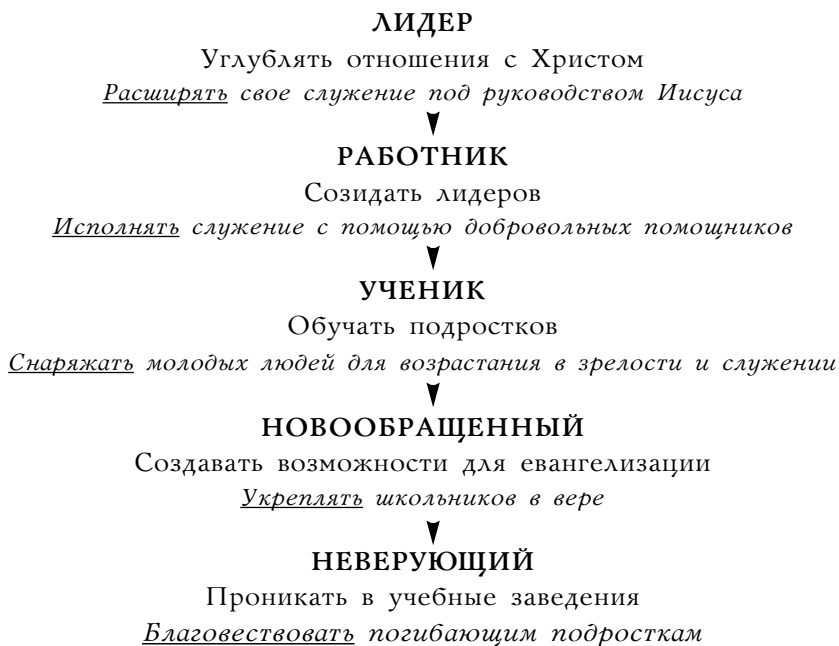 ЛИДЕР
Углублять отношения с Христом
Расширять свое служение под руководством Иисуса
РАБОТНИК
Созидать лидеров
Исполнять служение с помощью добровольных помощников
УЧЕНИК
Обучать подростков
Снаряжать молодых людей для возрастания в зрелости и служении
НОВООБРАЩЕННЫЙ
Создавать возможности для евангелизации
Укреплять школьников в вере
НЕВЕРУЮЩИЙ
Проникать в учебные заведения
Благовествовать погибающим подросткам